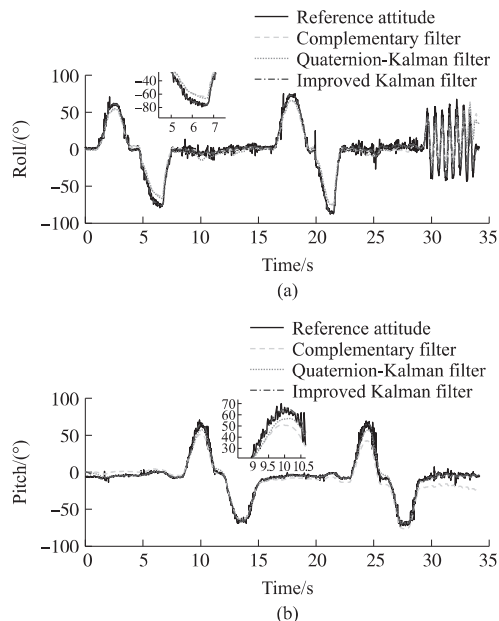 Reference attitude
Complementary filter
Quaternion-Kalman filter
Improved Kalman filter
100
50
0
−50
−100
Roll/(°)
−40
−60
−80
5 6 7
0 5 10 15 20 25 30 35
Time/s
(a)
Reference attitude
Complementary filter
Quaternion-Kalman filter
Improved Kalman filter
100
50
0
−50
−100
Pitch/(°)
70
60
50
40
30
9 9.5 10 10.5
0 5 10 15 20 25 30 35
Time/s
(b)